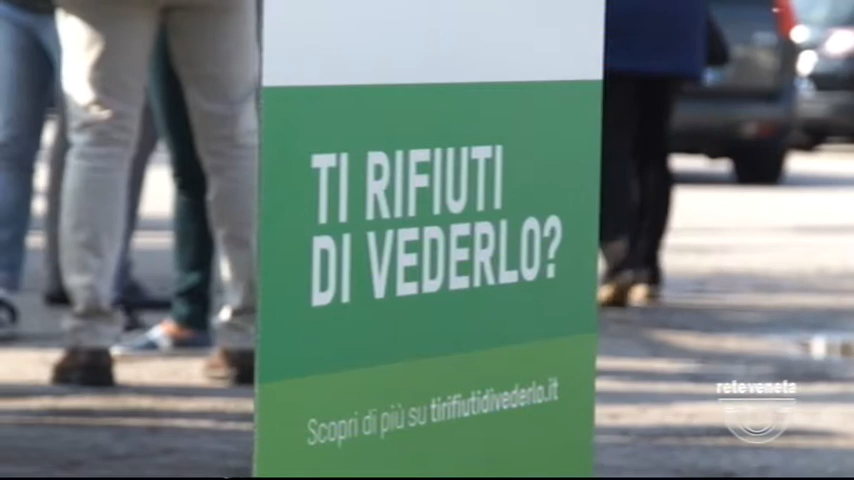 TI RIFIUTI
DI VEDERLO?
Scopri di più su tirifiutidivederlo.it
reteveneta